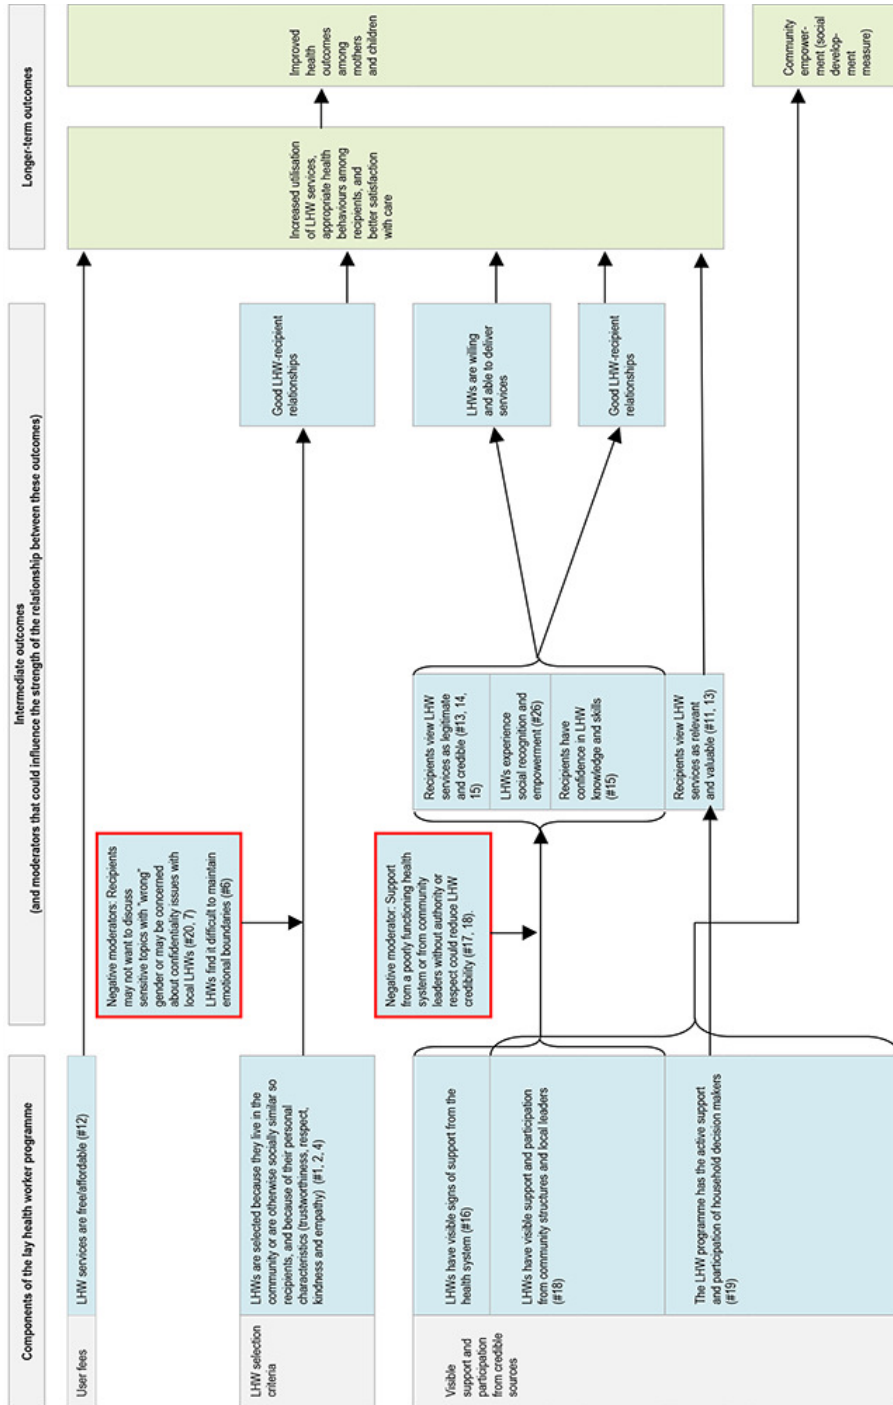 Components of the lay health worker programme
Intermediate outcomes
(and moderators that could influence the strength of the relationship between these outcomes)
Longer-term outcomes
User fees
LHW services are free/affordable (#12)
Negative moderators: Recipients
may not want to discuss
sensitive topics with "wrong"
gender or may be concerned
about confidentiality issues with
local LHWs (#20, 7)
LHWs find it difficult to maintain
emotional boundaries (#6)
Increased utilisation
of LHW services,
appropriate health
behaviours among
recipients, and
better satisfaction
with care
Improved
health
outcomes
among
mothers
and children
LHW selection
criteria
LHWs are selected because they live in the
community or are otherwise socially similar so
recipients, and because of their personal
characteristics (trustworthiness, respect,
kindness and empathy) (#1, 2, 4)
Good LHW-recipient
relationships
Negative moderator: Support
from a poorly functioning health
system or from community
leaders without authority or
respect could reduce LHW
credibility (#17, 18).
Visible
support and
participation
from credible
sources
LHWs have visible signs of support from the
health system (#16)
LHWs have visible support and participation
from community structures and local leaders
(#18)
The LHW programme has the active support
and participation of household decision makers
(#19)
Recipients view LHW
services as legitimate
and credible (#13, 14,
15)
LHWs experience
social recognition and
empowerment (#26)
Recipients have
confidence in LHW
knowledge and skills
(#15)
Recipients view LHW
services as relevant
and valuable (#11, 13)
LHWs are willing
and able to deliver
services
Good LHW-recipient
relationships
Community
empower-
ment (social
develop-
ment
measure)